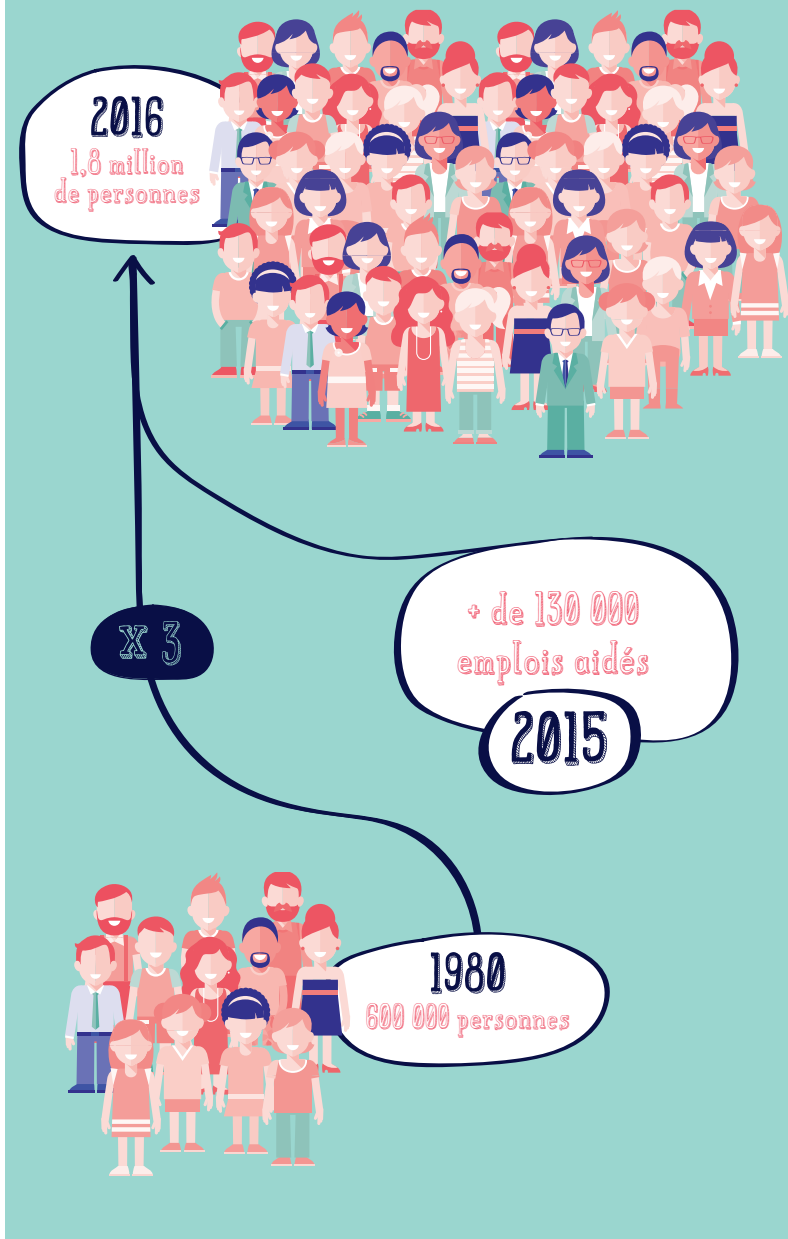 2016
1,8 million
de personnes
+ de 130 000
emplois aidés
2015
X 3
1980
600 000 personnes